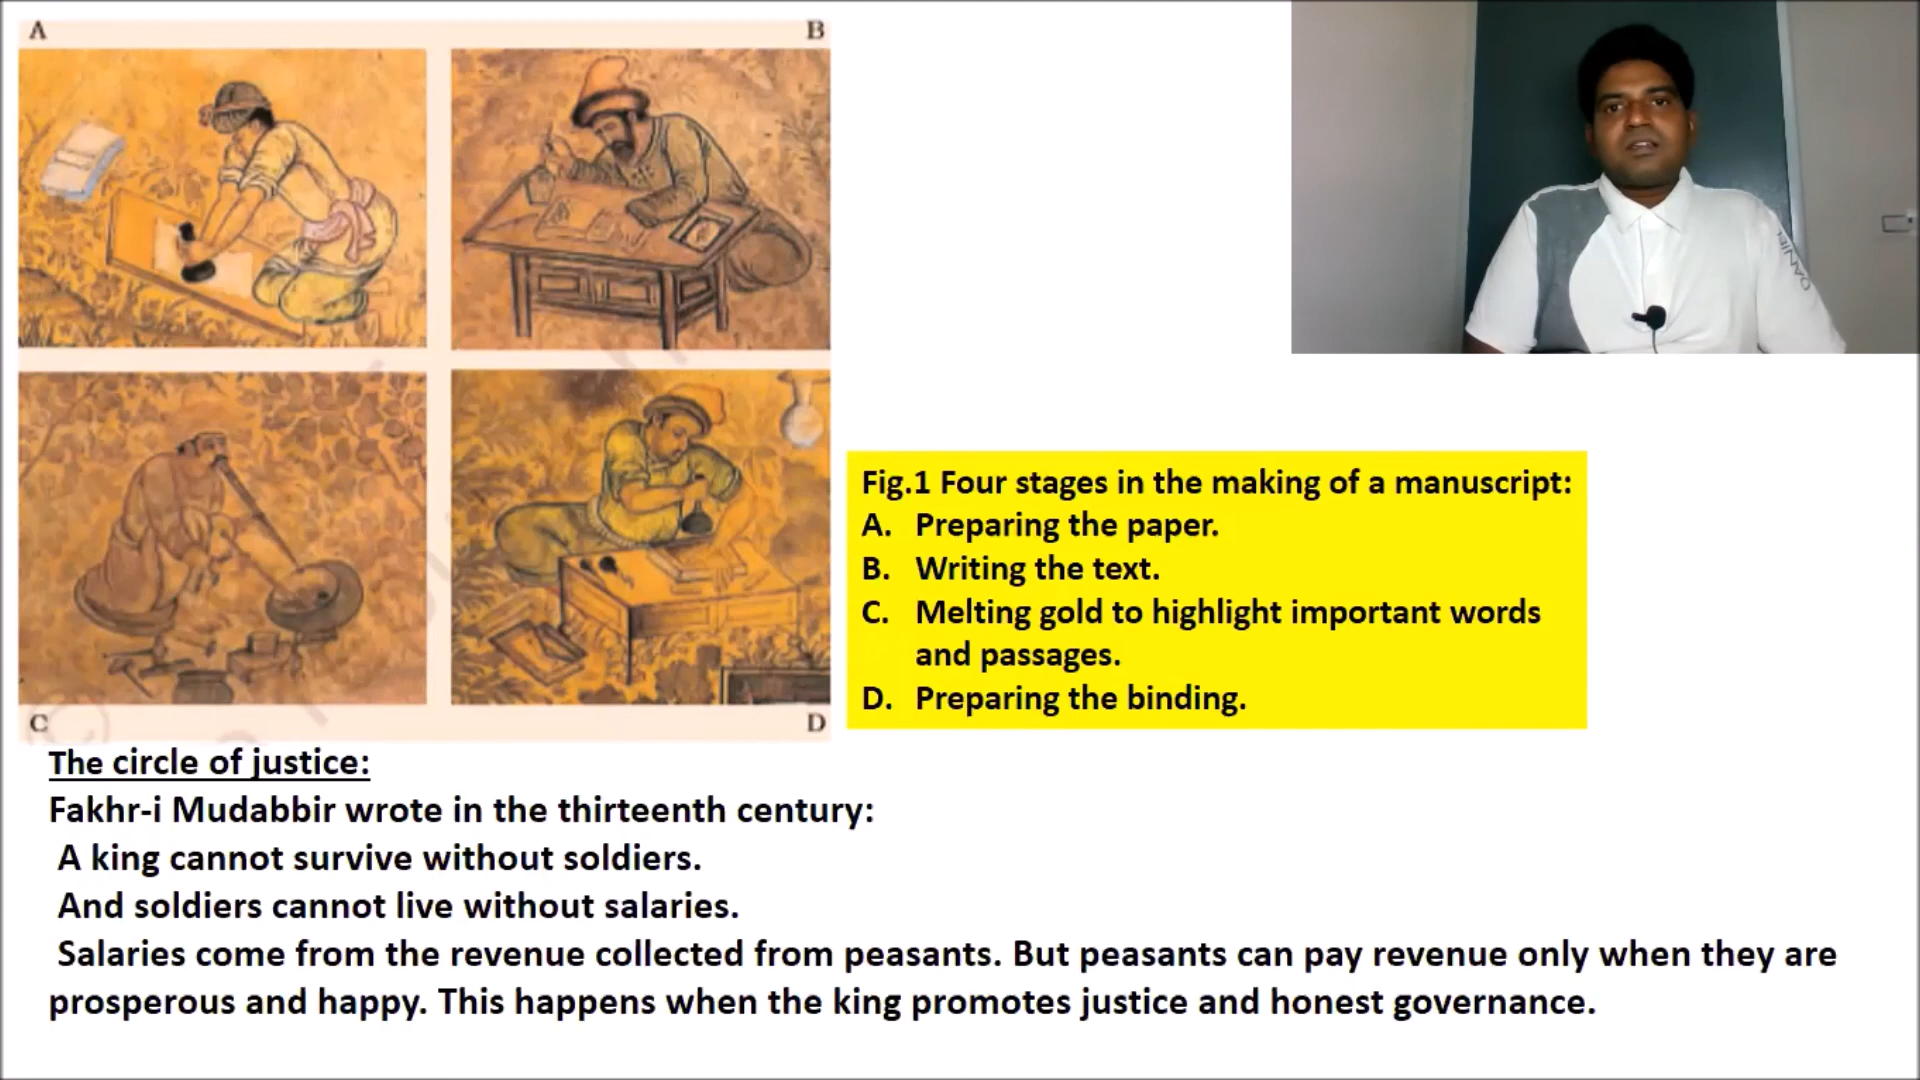 A
B
C
D
Fig.1 Four stages in the making of a manuscript:
A. Preparing the paper.
B. Writing the text.
C. Melting gold to highlight important words
and passages.
D. Preparing the binding.
The circle of justice:
Fakhr-i Mudabbir wrote in the thirteenth century:
A king cannot survive without soldiers.
And soldiers cannot live without salaries.
Salaries come from the revenue collected from peasants. But peasants can pay revenue only when they are
prosperous and happy. This happens when the king promotes justice and honest governance.